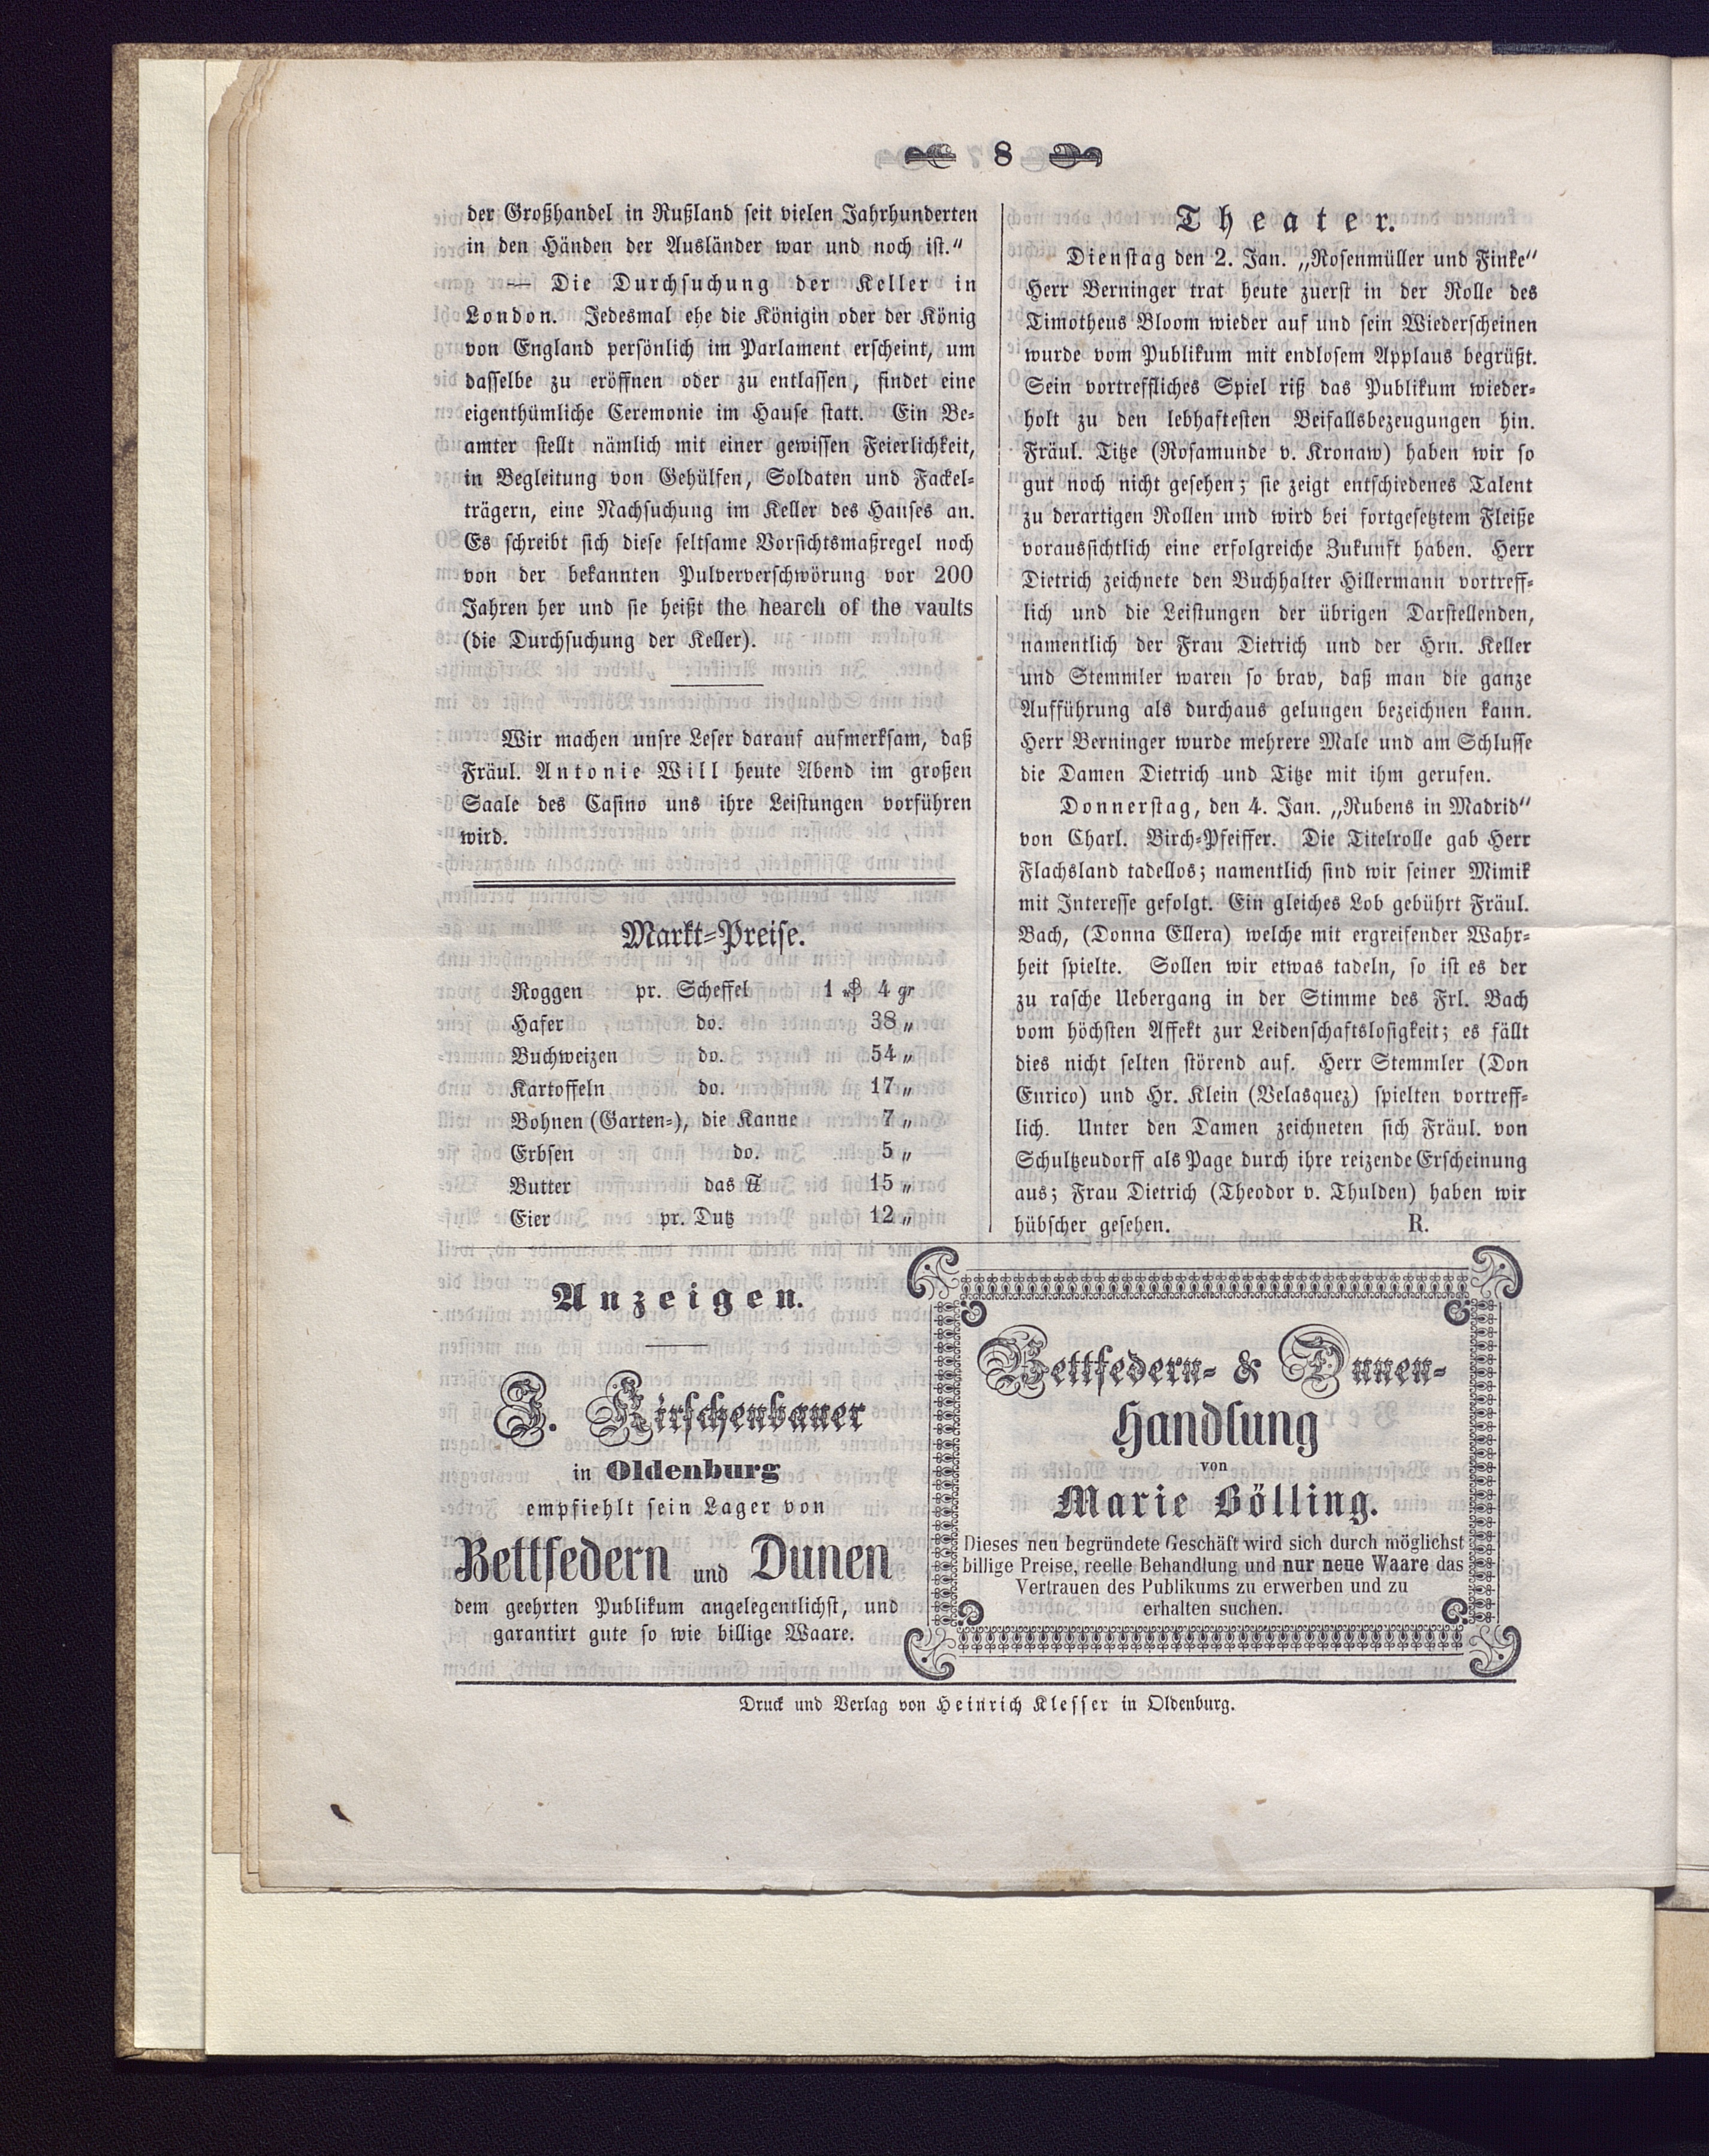 8
der Großhandel in Rußland seit vielen Jahrhunderten
in den Händen der Ausländer war und noch ist.“
— Die Durchsuchung der Keller in
London. Jedesmal ehe die Königin oder der König
von England persönlich im Parlament erscheint, um
dasselbe zu eröffnen oder zu entlassen, findet eine
eigenthümliche Ceremonie im Hause statt. Ein Be-
amter stellt nämlich mit einer gewissen Feierlichkeit,
in Begleitung von Gehülfen, Soldaten und Fackel-
trägern, eine Nachsuchung im Keller des Hauses an.
Es schreibt sich diese seltsame Vorsichtsmaßregel noch
von der bekannten Pulververschwörung vor 200
Jahren her und sie heißt the hearch of the vaults
(die Durchsuchung der Keller).
Wir machen unsre Leser darauf aufmerksam, daß
Fräul. Antonie Will heute Abend im großen
Saale des Casino uns ihre Leistungen vorführen
wird.
Markt-Preise.
Roggen pr. Scheffel 1 ₰ 4 gr
Hafer do. 38 „
Buchweizen do. 54 „
Kartoffeln do. 17 „
Bohnen (Garten-), die Kanne 7 „
Erbsen do. 5 „
Butter das ℔ 15 „
Eier pr. Dutz 12 „
Theater.
Dienstag den 2. Jan. „Rosenmüller und Finke“
Herr Berninger trat heute zuerst in der Rolle des
Timotheus Bloom wieder auf und sein Wiederscheinen
wurde vom Publikum mit endlosem Applaus begrüßt.
Sein vortreffliches Spiel riß das Publikum wieder-
holt zu den lebhaftesten Beifallsbezeugungen hin.
Fräul. Titze (Rosamunde v. Kronaw) haben wir so
gut noch nicht gesehen; sie zeigt entschiedenes Talent
zu derartigen Rollen und wird bei fortgesetztem Fleiße
voraussichtlich eine erfolgreiche Zukunft haben. Herr
Dietrich zeichnete den Buchhalter Hillermann vortreff-
lich und die Leistungen der übrigen Darstellenden,
namentlich der Frau Dietrich und der Hrn. Keller
und Stemmler waren so brav, daß man die ganze
Aufführung als durchaus gelungen bezeichnen kann.
Herr Berninger wurde mehrere Male und am Schlusse
die Damen Dietrich und Titze mit ihm gerufen.
Donnerstag, den 4. Jan. „Rubens in Madrid“
von Charl. Birch-Pfeiffer. Die Titelrolle gab Herr
Flachsland tadellos; namentlich sind wir seiner Mimik
mit Interesse gefolgt. Ein gleiches Lob gebührt Fräul.
Bach, (Donna Ellera) welche mit ergreifender Wahr-
heit spielte. Sollen wir etwas tadeln, so ist es der
zu rasche Uebergang in der Stimme des Frl. Bach
vom höchsten Affekt zur Leidenschaftslosigkeit; es fällt
dies nicht selten störend auf. Herr Stemmler (Don
Enrico) und Hr. Klein (Velasquez) spielten vortreff-
lich. Unter den Damen zeichneten sich Fräul. von
Schultzendorff als Page durch ihre reizende Erscheinung
aus; Frau Dietrich (Theodor v. Thulden) haben wir
hübscher gesehen. R.
Anzeigen.
J. Kirschenbauer
in Oldenburg
empfiehlt sein Lager von
Bettfedern und Dunen
dem geehrten Publikum angelegentlichst, und
garantirt gute so wie billige Waare.
Bettfedern- & Dunen-
Handlung
von
Marie Bölling.
Dieses neu begründete Geschäft wird sich durch möglichst
billige Preise, reelle Behandlung und nur neue Waare das
Vertrauen des Publikums zu erwerben und zu
erhalten suchen.
Druck und Verlag von Heinrich Klesser in Oldenburg.